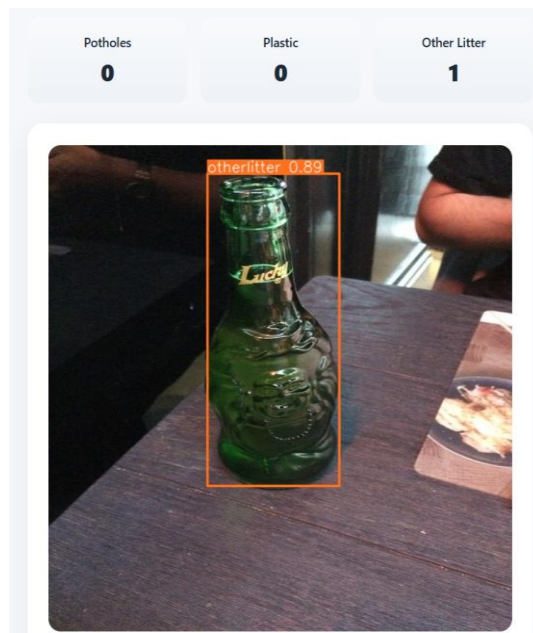 Potholes
0
Plastic
0
Other Litter
1
otherlitter 0.89
Lucky